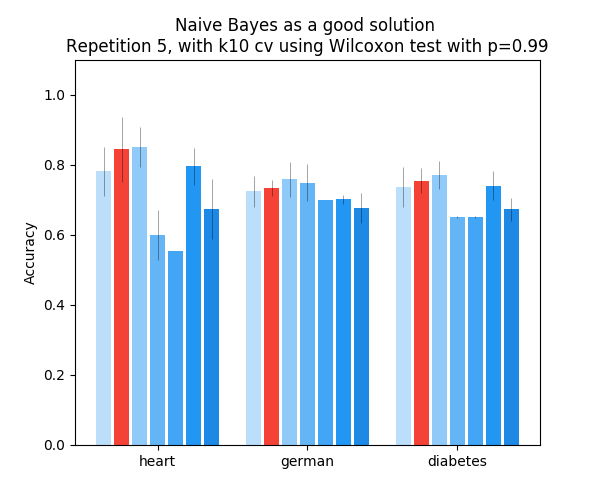 Naive Bayes as a good solution
Repetition 5, with k10 cv using Wilcoxon test with p=0.99
1.0
0.8
0.6
0.4
0.2
0.0
Accuracy
heart
german
diabetes